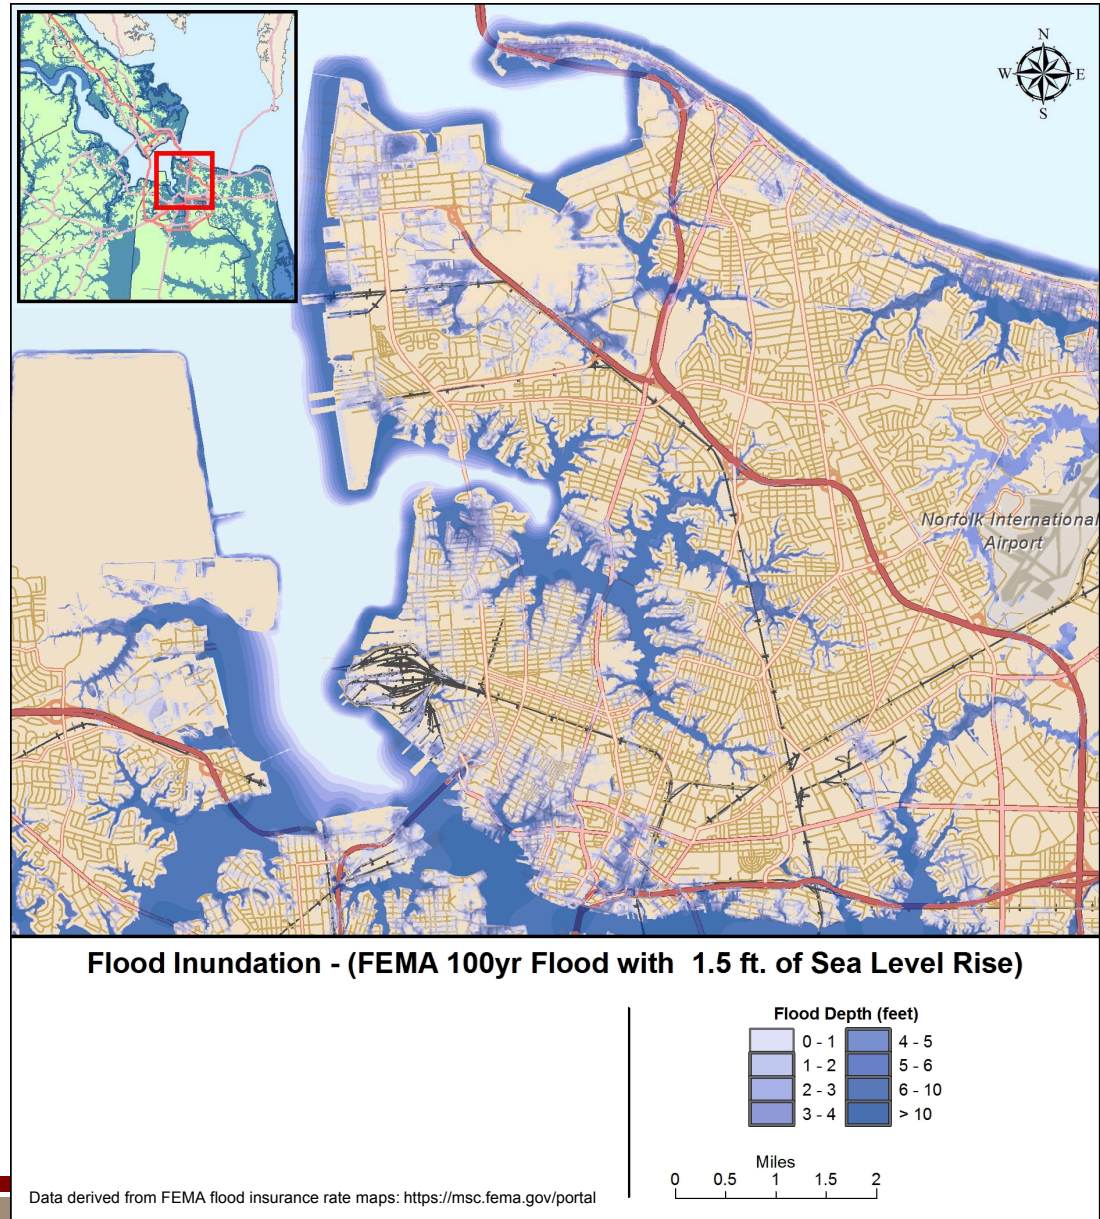 N
W E
S
Norfolk International
Airport
Flood Inundation - (FEMA 100yr Flood with 1.5 ft. of Sea Level Rise)
Flood Depth (feet)
0 - 1 4 - 5
1 - 2 5 - 6
2 - 3 6 - 10
3 - 4 > 10
Miles
0 0.5 1 1.5 2
Data derived from FEMA flood insurance rate maps: https://msc.fema.gov/portal